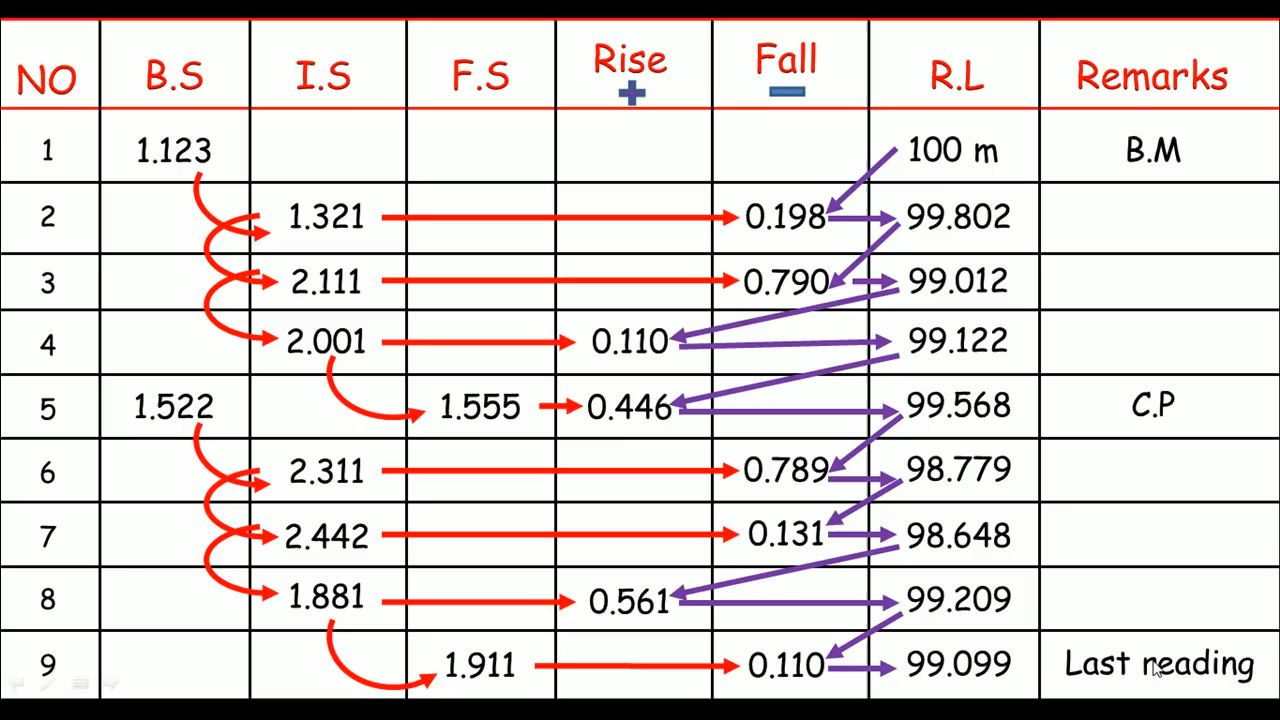 NO B.S I.S F.S Rise + Fall - R.L Remarks
1 1.123 100 m B.M
2 1.321 0.198 99.802
3 2.111 0.790 99.012
4 2.001 0.110 99.122
5 1.522 1.555 0.446 99.568 C.P
6 2.311 0.789 98.779
7 2.442 0.131 98.648
8 1.881 0.561 99.209
9 1.911 0.110 99.099 Last reading